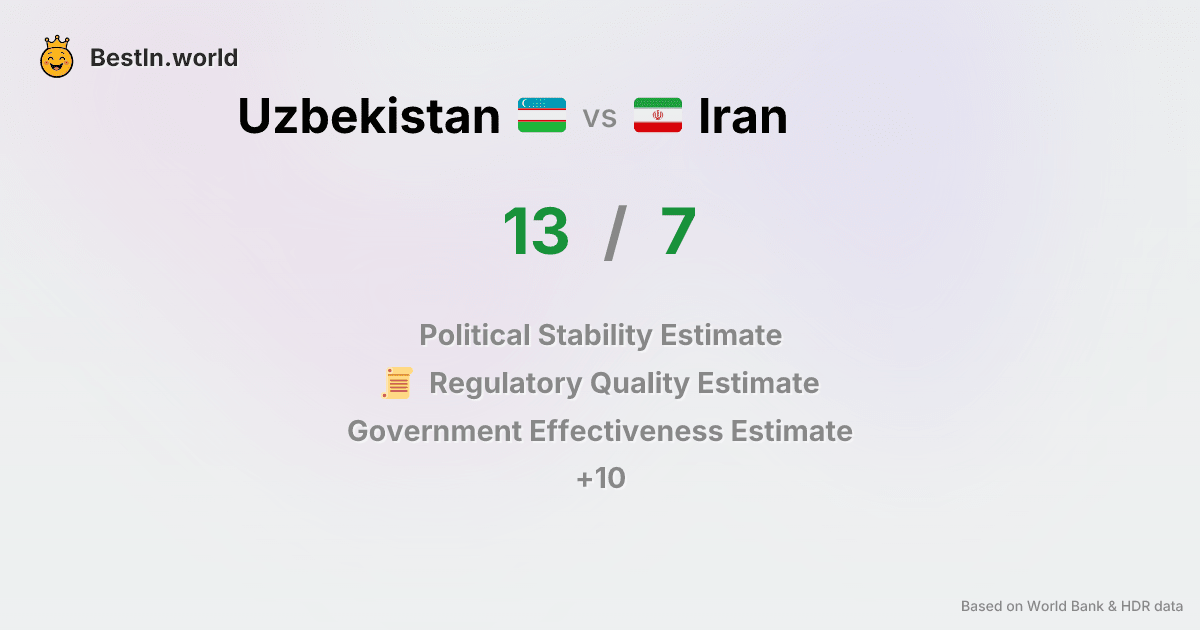 BestIn.world
Uzbekistan vs Iran
13 / 7
Political Stability Estimate
Regulatory Quality Estimate
Government Effectiveness Estimate
+10
Based on World Bank & HDR data